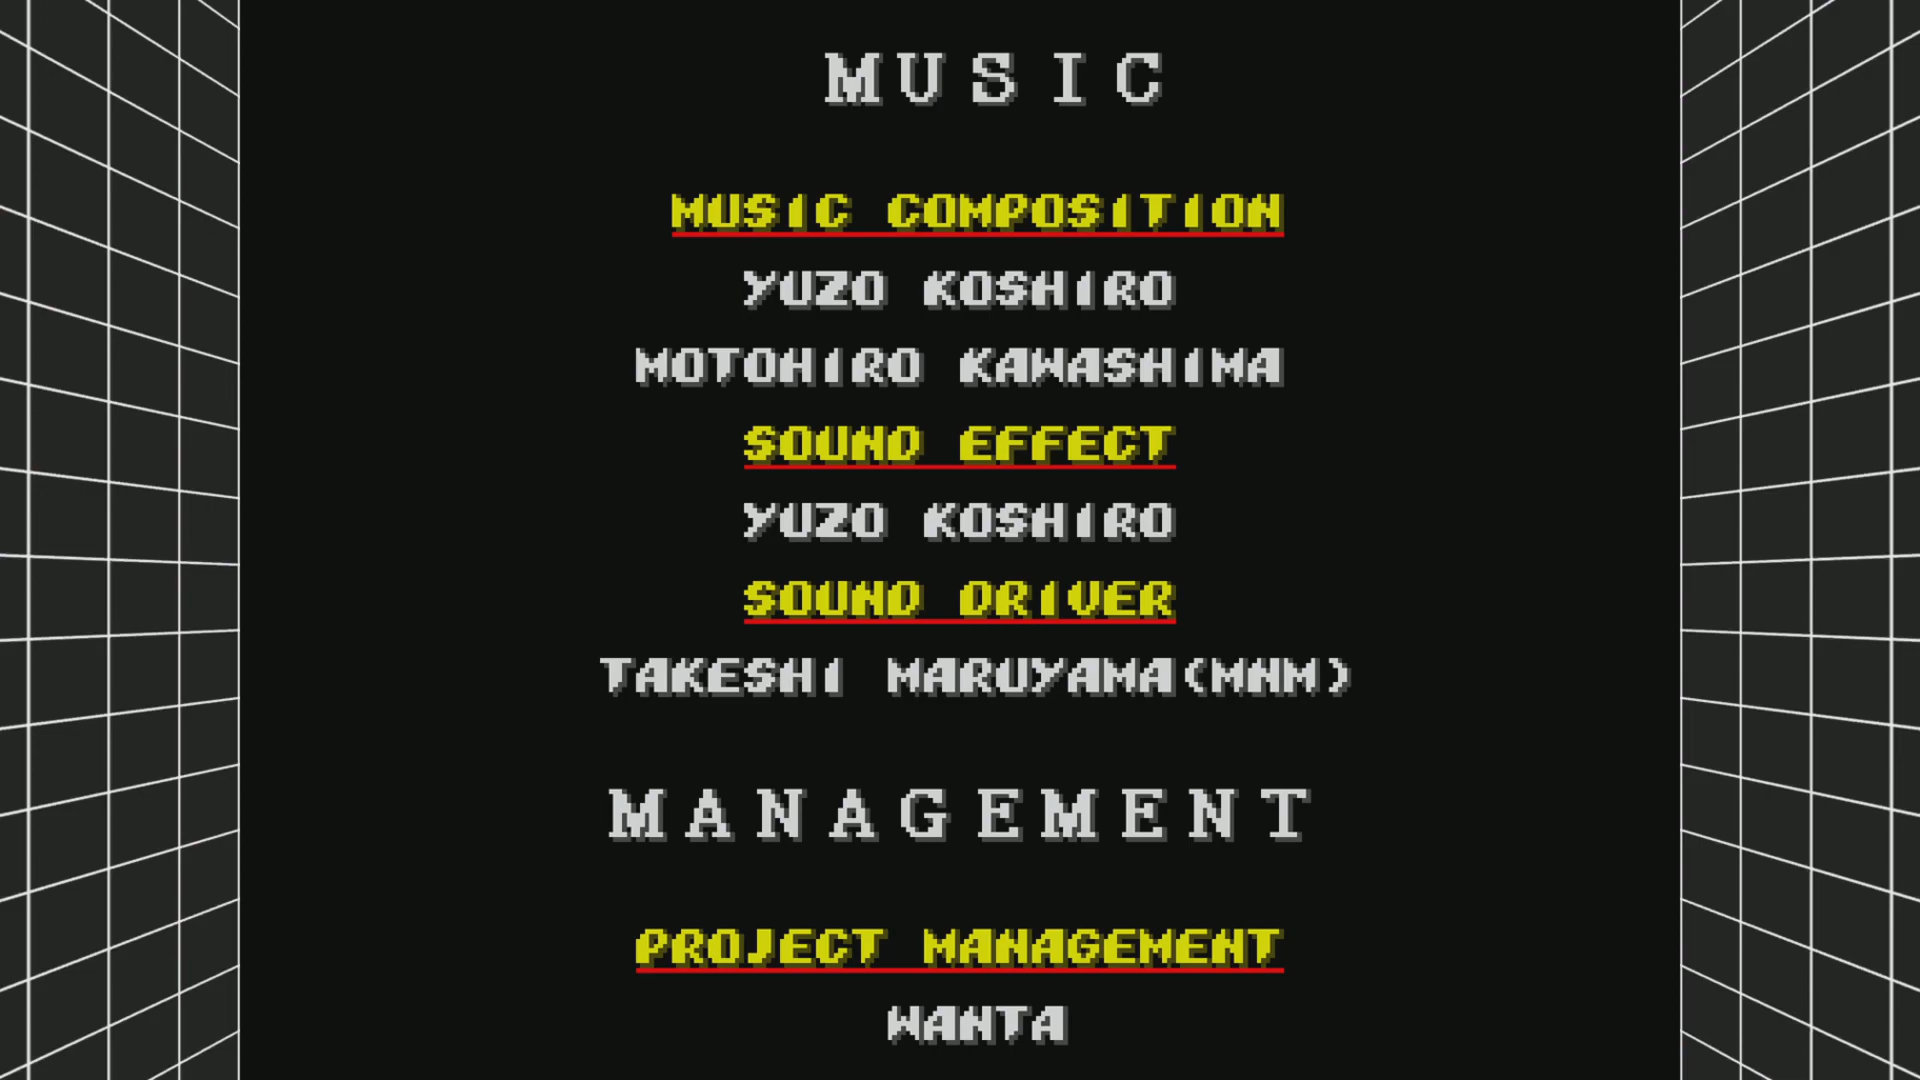 MUSIC
MUSIC COMPOSITION
YUZO KOSHIRO
MOTOHIRO KAWASHIMA
SOUND EFFECT
YUZO KOSHIRO
SOUND DRIVER
TAKESHI MARUYAMA(MNM)
MANAGEMENT
PROJECT MANAGEMENT
WANTA